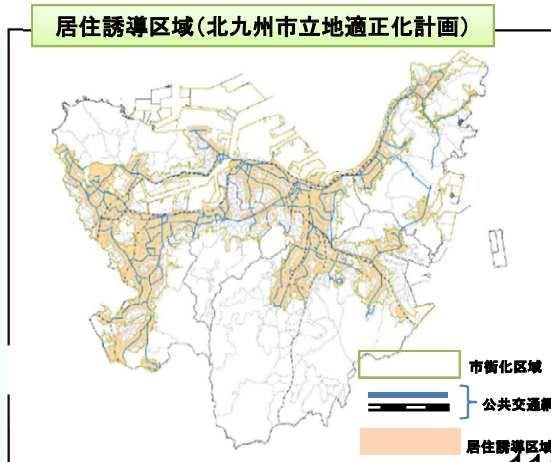 居住誘導区域（北九州市立地適正化計画）
市街化区域
公共交通網
居住誘導区域